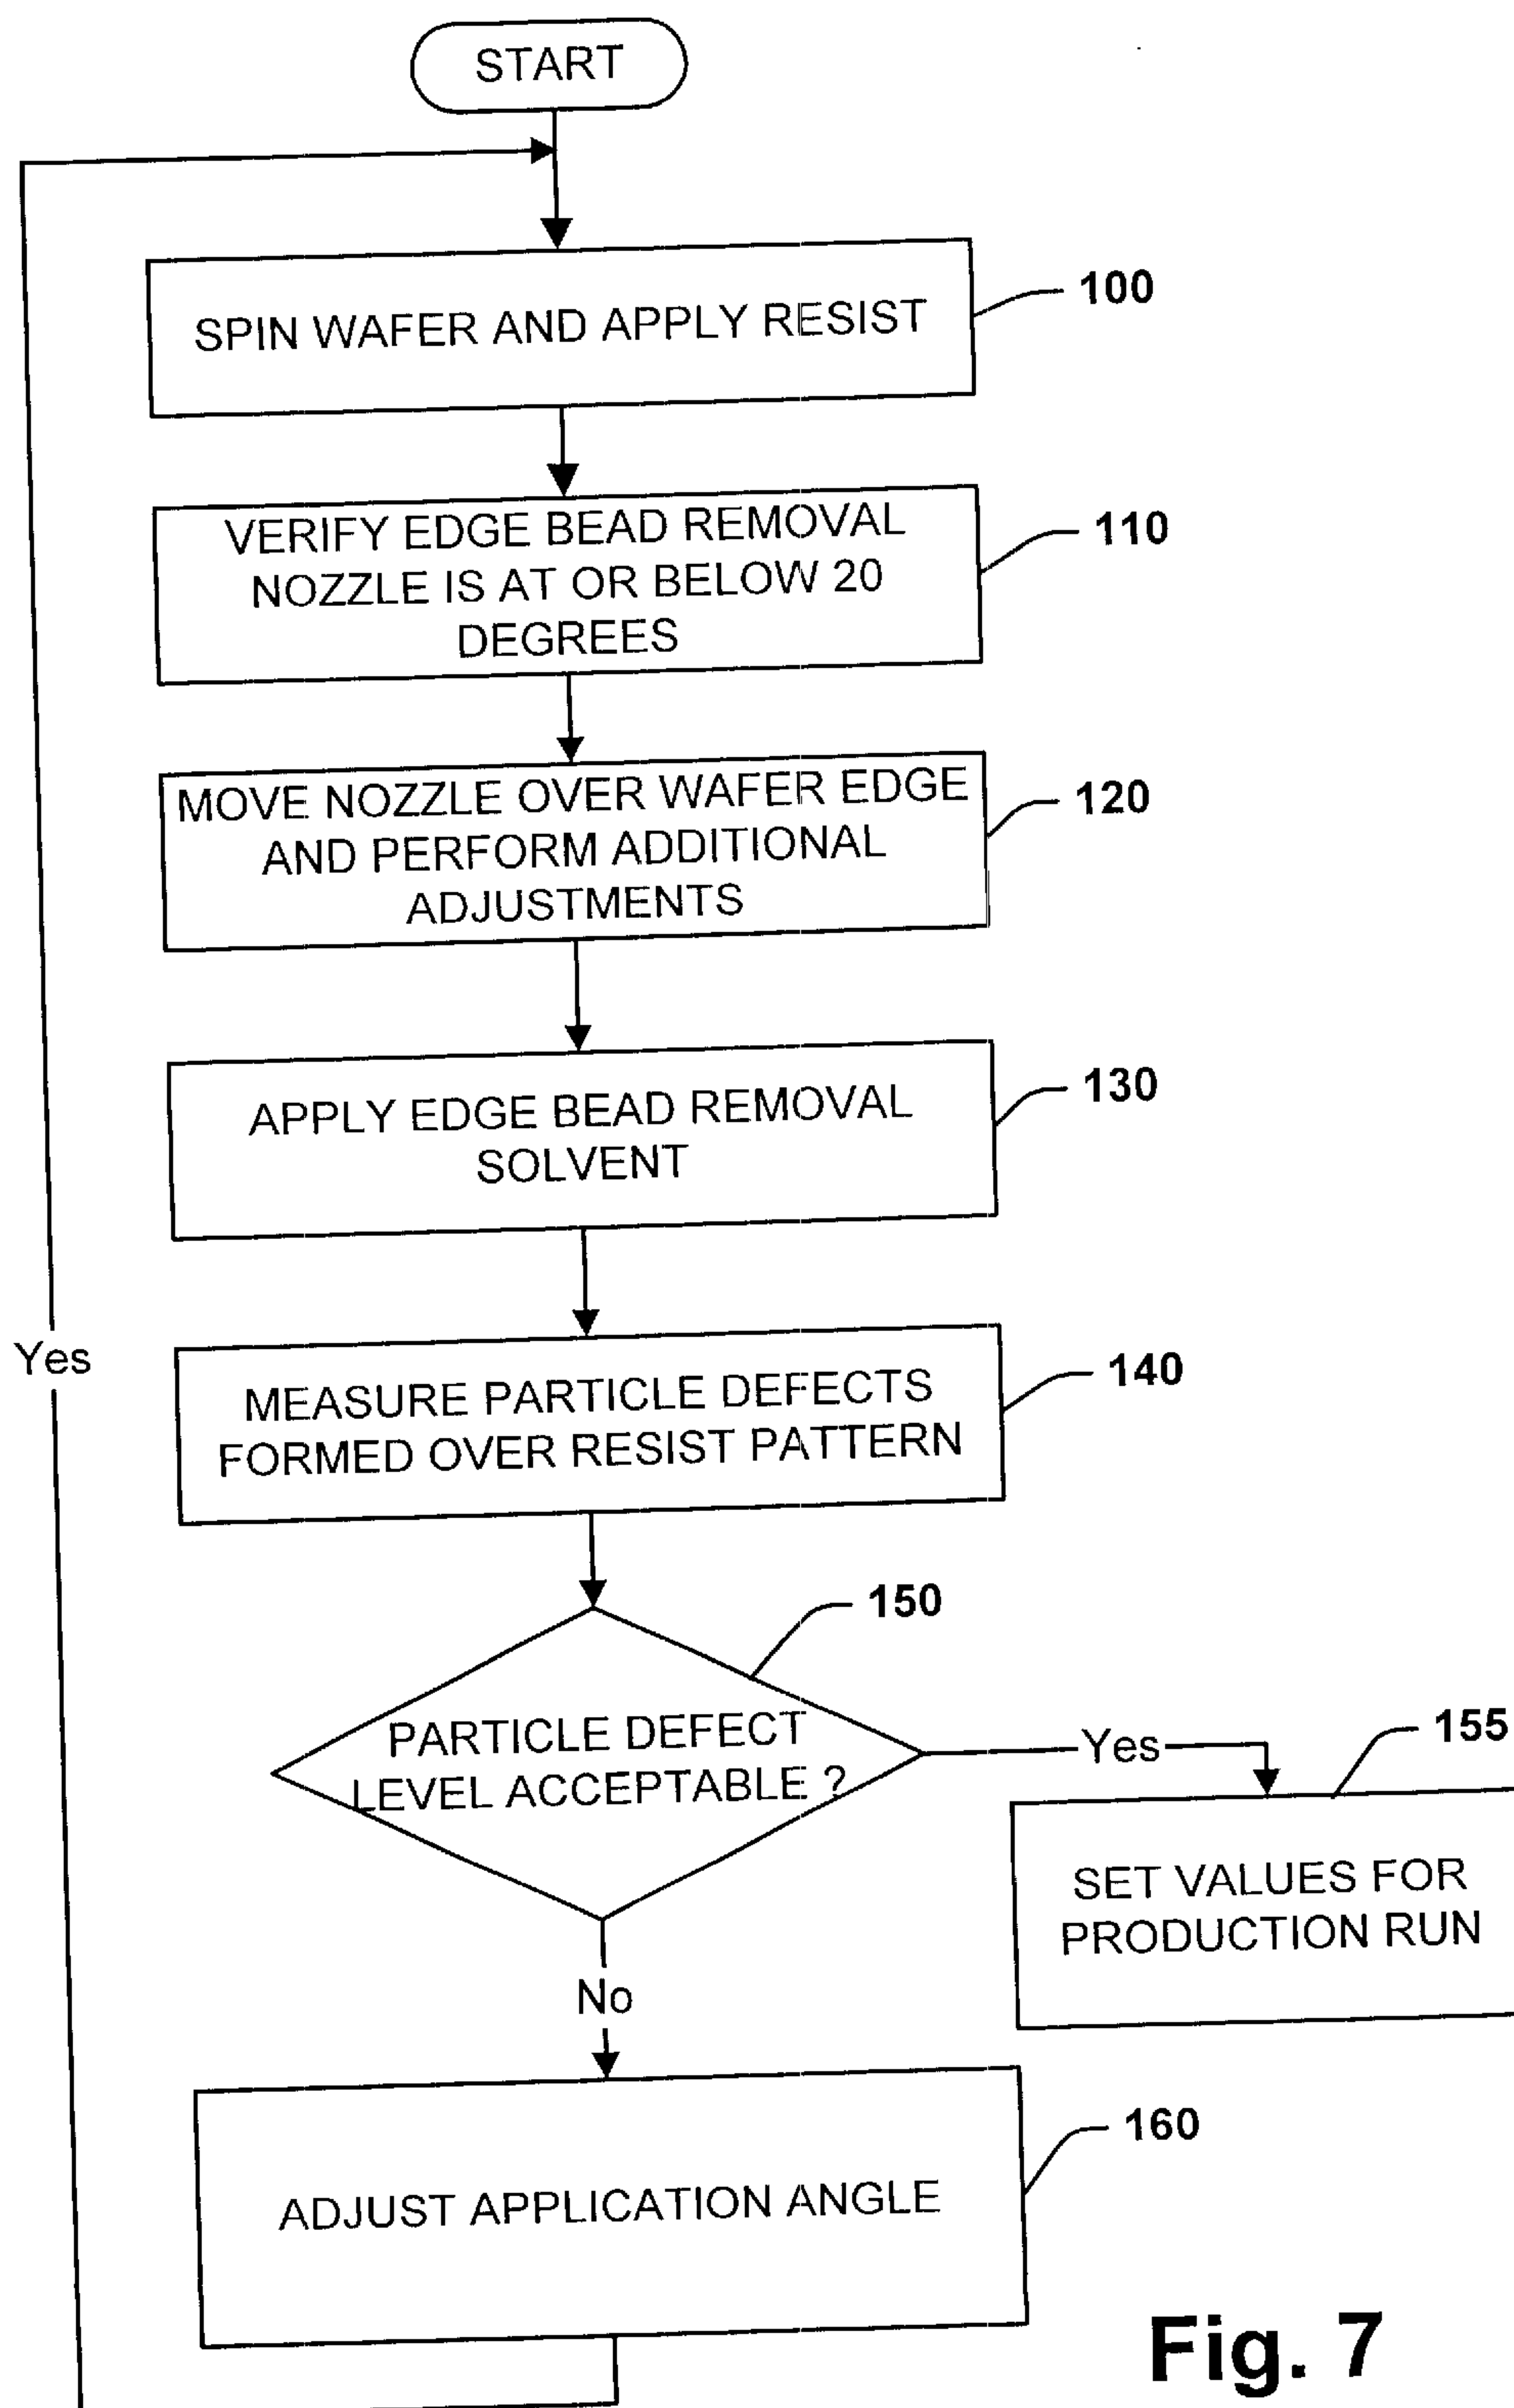 START
SPIN WAFER AND APPLY RESIST
100
VERIFY EDGE BEAD REMOVAL
NOZZLE IS AT OR BELOW 20
DEGREES
110
MOVE NOZZLE OVER WAFER EDGE
AND PERFORM ADDITIONAL
ADJUSTMENTS
120
APPLY EDGE BEAD REMOVAL
SOLVENT
130
Yes
MEASURE PARTICLE DEFECTS
FORMED OVER RESIST PATTERN
140
150
PARTICLE DEFECT
LEVEL ACCEPTABLE ?
Yes
155
SET VALUES FOR
PRODUCTION RUN
No
ADJUST APPLICATION ANGLE
160
Fig. 7